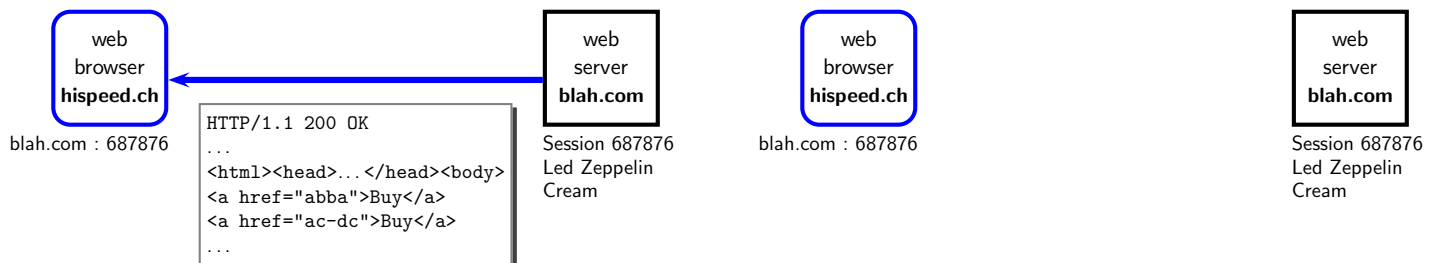 web
browser
hispeed.ch
blah.com : 687876
HTTP/1.1 200 OK
...
<html><head>...</head><body>
<a href="abba">Buy</a>
<a href="ac-dc">Buy</a>
...
web
server
blah.com
Session 687876
Led Zeppelin
Cream
web
browser
hispeed.ch
blah.com : 687876
web
server
blah.com
Session 687876
Led Zeppelin
Cream